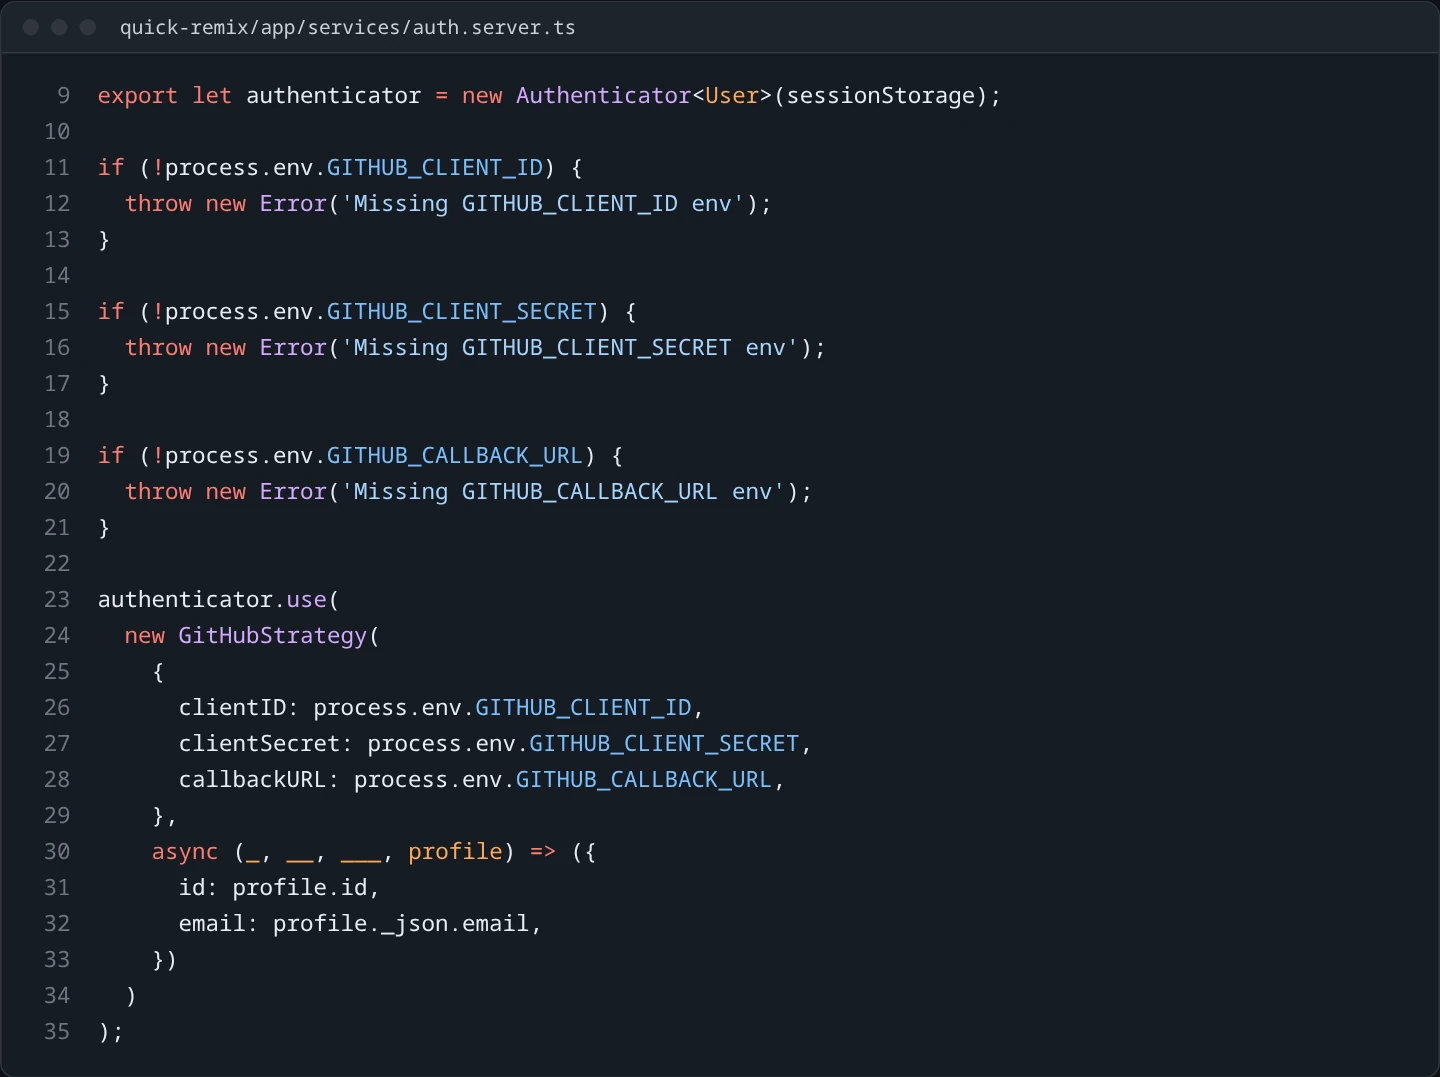 quick-remix/app/services/auth.server.ts
9 export let authenticator = new Authenticator<User>(sessionStorage);
10
11 if (!process.env.GITHUB_CLIENT_ID) {
12   throw new Error('Missing GITHUB_CLIENT_ID env');
13 }
14
15 if (!process.env.GITHUB_CLIENT_SECRET) {
16   throw new Error('Missing GITHUB_CLIENT_SECRET env');
17 }
18
19 if (!process.env.GITHUB_CALLBACK_URL) {
20   throw new Error('Missing GITHUB_CALLBACK_URL env');
21 }
22
23 authenticator.use(
24   new GitHubStrategy(
25     {
26       clientID: process.env.GITHUB_CLIENT_ID,
27       clientSecret: process.env.GITHUB_CLIENT_SECRET,
28       callbackURL: process.env.GITHUB_CALLBACK_URL,
29     },
30     async (_, __, ___, profile) => ({
31       id: profile.id,
32       email: profile._json.email,
33     })
34   )
35 );